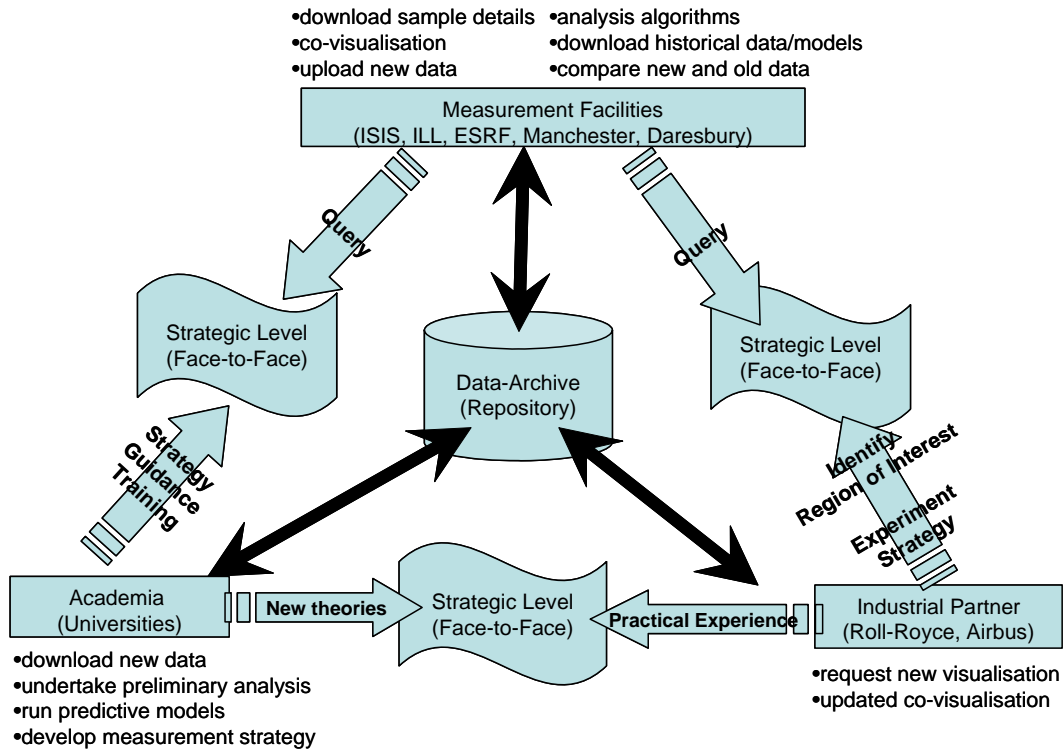 •download sample details
•co-visualisation
•upload new data
•analysis algorithms
•download historical data/models
•compare new and old data
Measurement Facilities
(ISIS, ILL, ESRF, Manchester, Daresbury)
Query
Query
Strategic Level
(Face-to-Face)
Strategic Level
(Face-to-Face)
Data-Archive
(Repository)
Strategy
Guidance
Training
Identify
Region of Interest
Experiment
Strategy
Academia
(Universities)
New theories
Strategic Level
(Face-to-Face)
Practical Experience
Industrial Partner
(Roll-Royce, Airbus)
•download new data
•undertake preliminary analysis
•run predictive models
•develop measurement strategy
•request new visualisation
•updated co-visualisation